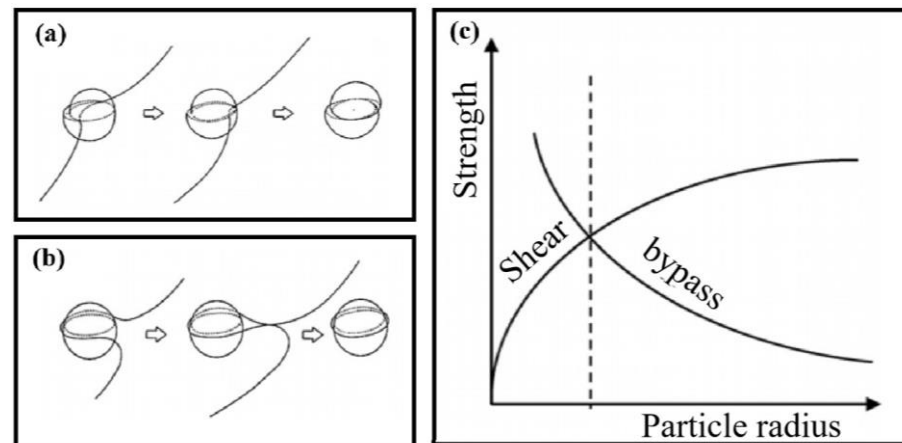 (a)
(b)
(c)
Strength
Shear
bypass
Particle radius